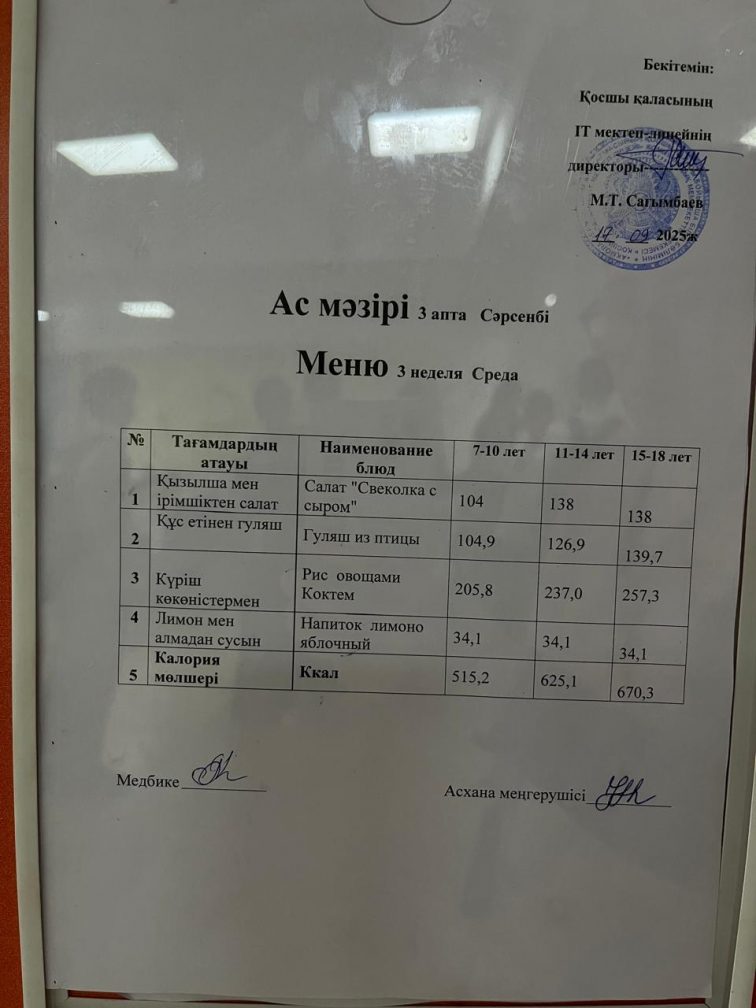 Бекітемін:
Қосшы қаласының
IT мектеп-лицейнің
директоры
М.Т. Сағымбаев
17 09 2025ж
Ас мәзірі 3 апта Сәрсенбі
Меню 3 неделя Среда
№ Тағамдардың атауы Наименование блюд 7-10 лет 11-14 лет 15-18 лет
1 Қызылша мен ірімшіктен салат Салат "Свеколка с сыром" 104 138 138
2 Құс етінен гуляш Гуляш из птицы 104,9 126,9 139,7
3 Күріш көкөністермен Рис овощами Коктем 205,8 237,0 257,3
4 Лимон мен алмадан сусын Напиток лимоно яблочный 34,1 34,1 34,1
5 Калория мөлшері Ккал 515,2 625,1 670,3
Медбике
Асхана меңгерушісі